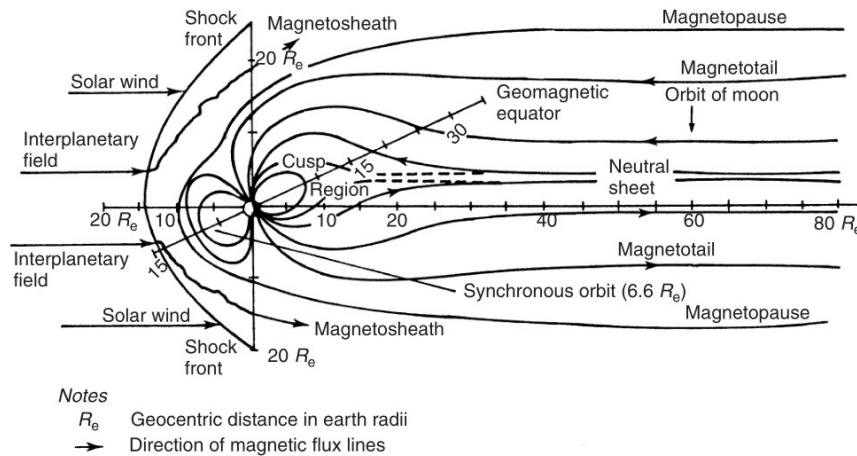 Shock
front
Magnetosheath
Magnetopause
20 Rₑ
Solar wind
Magnetotail
Geomagnetic
equator
Orbit of moon
Interplanetary
field
30
15
Cusp
Region
Neutral
sheet
20 Rₑ 10
10 20 40 60 80 Rₑ
15
Interplanetary
field
Magnetotail
Synchronous orbit (6.6 Rₑ)
Solar wind
Magnetosheath
Magnetopause
Shock
front
20 Rₑ
Notes
Rₑ Geocentric distance in earth radii
→ Direction of magnetic flux lines